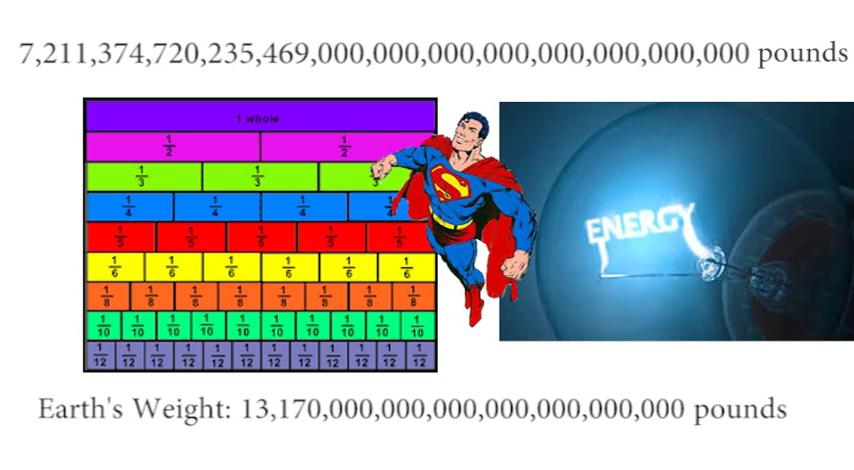 7,211,374,720,235,469,000,000,000,000,000,000,000,000 pounds
1 whole
1/2 1/2
1/3 1/3 3
1/4 1/4 1/4 1/4
1/5 1/5 1/5 1/5 1/5
1/6 1/6 1/6 1/6 1/6 1/6
1/8 1/8 1/8 1/8 1/8 1/8 1/8 1/8
1/10 1/10 1/10 1/10 1/10 1/10 1/10 1/10 1/10 1/10
1/12 1/12 1/12 1/12 1/12 1/12 1/12 1/12 1/12 1/12 1/12 1/12
S
ENERGY
Earth's Weight: 13,170,000,000,000,000,000,000 pounds